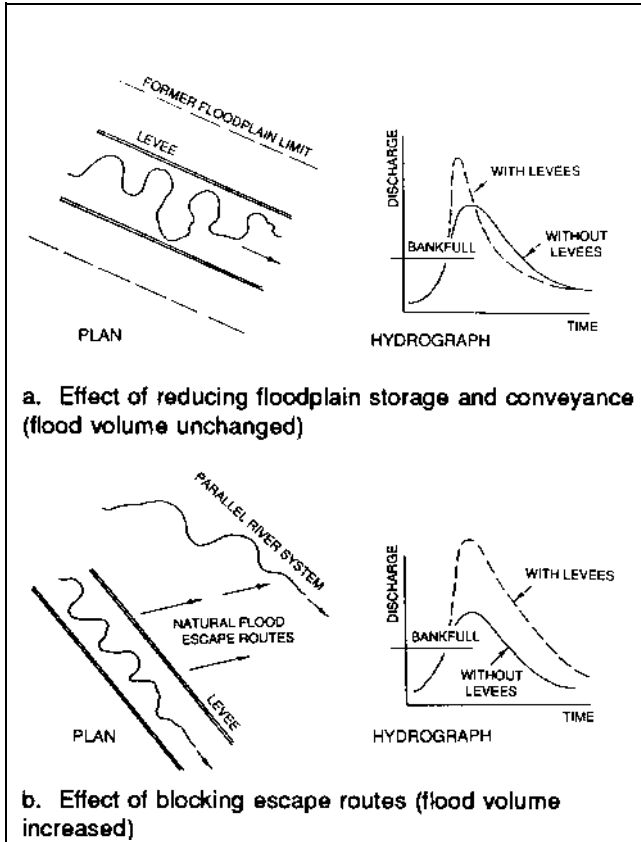 FORMER FLOODPLAIN LIMIT
LEVEE
PLAN
DISCHARGE
WITH LEVEES
BANKFULL
WITHOUT
LEVEES
TIME
HYDROGRAPH
a. Effect of reducing floodplain storage and conveyance
(flood volume unchanged)
PARALLEL RIVER SYSTEM
NATURAL FLOOD
ESCAPE ROUTES
LEVEE
PLAN
DISCHARGE
WITH LEVEES
BANKFULL
WITHOUT
LEVEES
TIME
HYDROGRAPH
b. Effect of blocking escape routes (flood volume
increased)